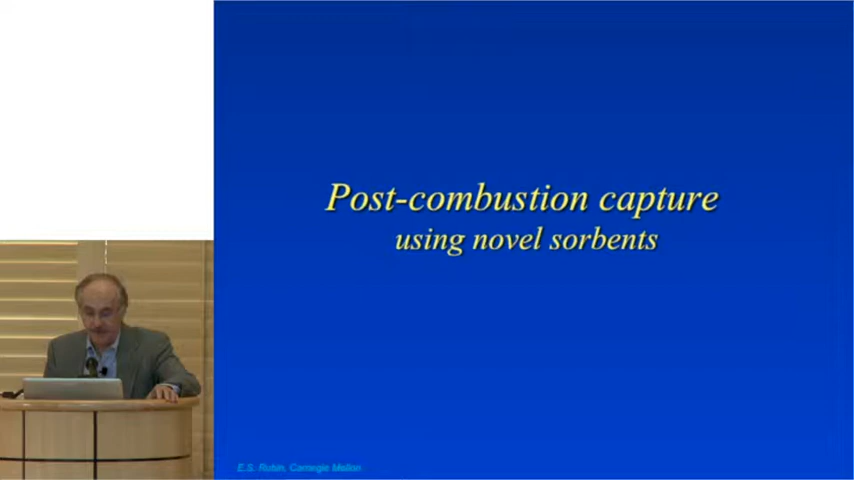 Post-combustion capture
using novel sorbents
E.S. Rubin, Carnegie Mellon